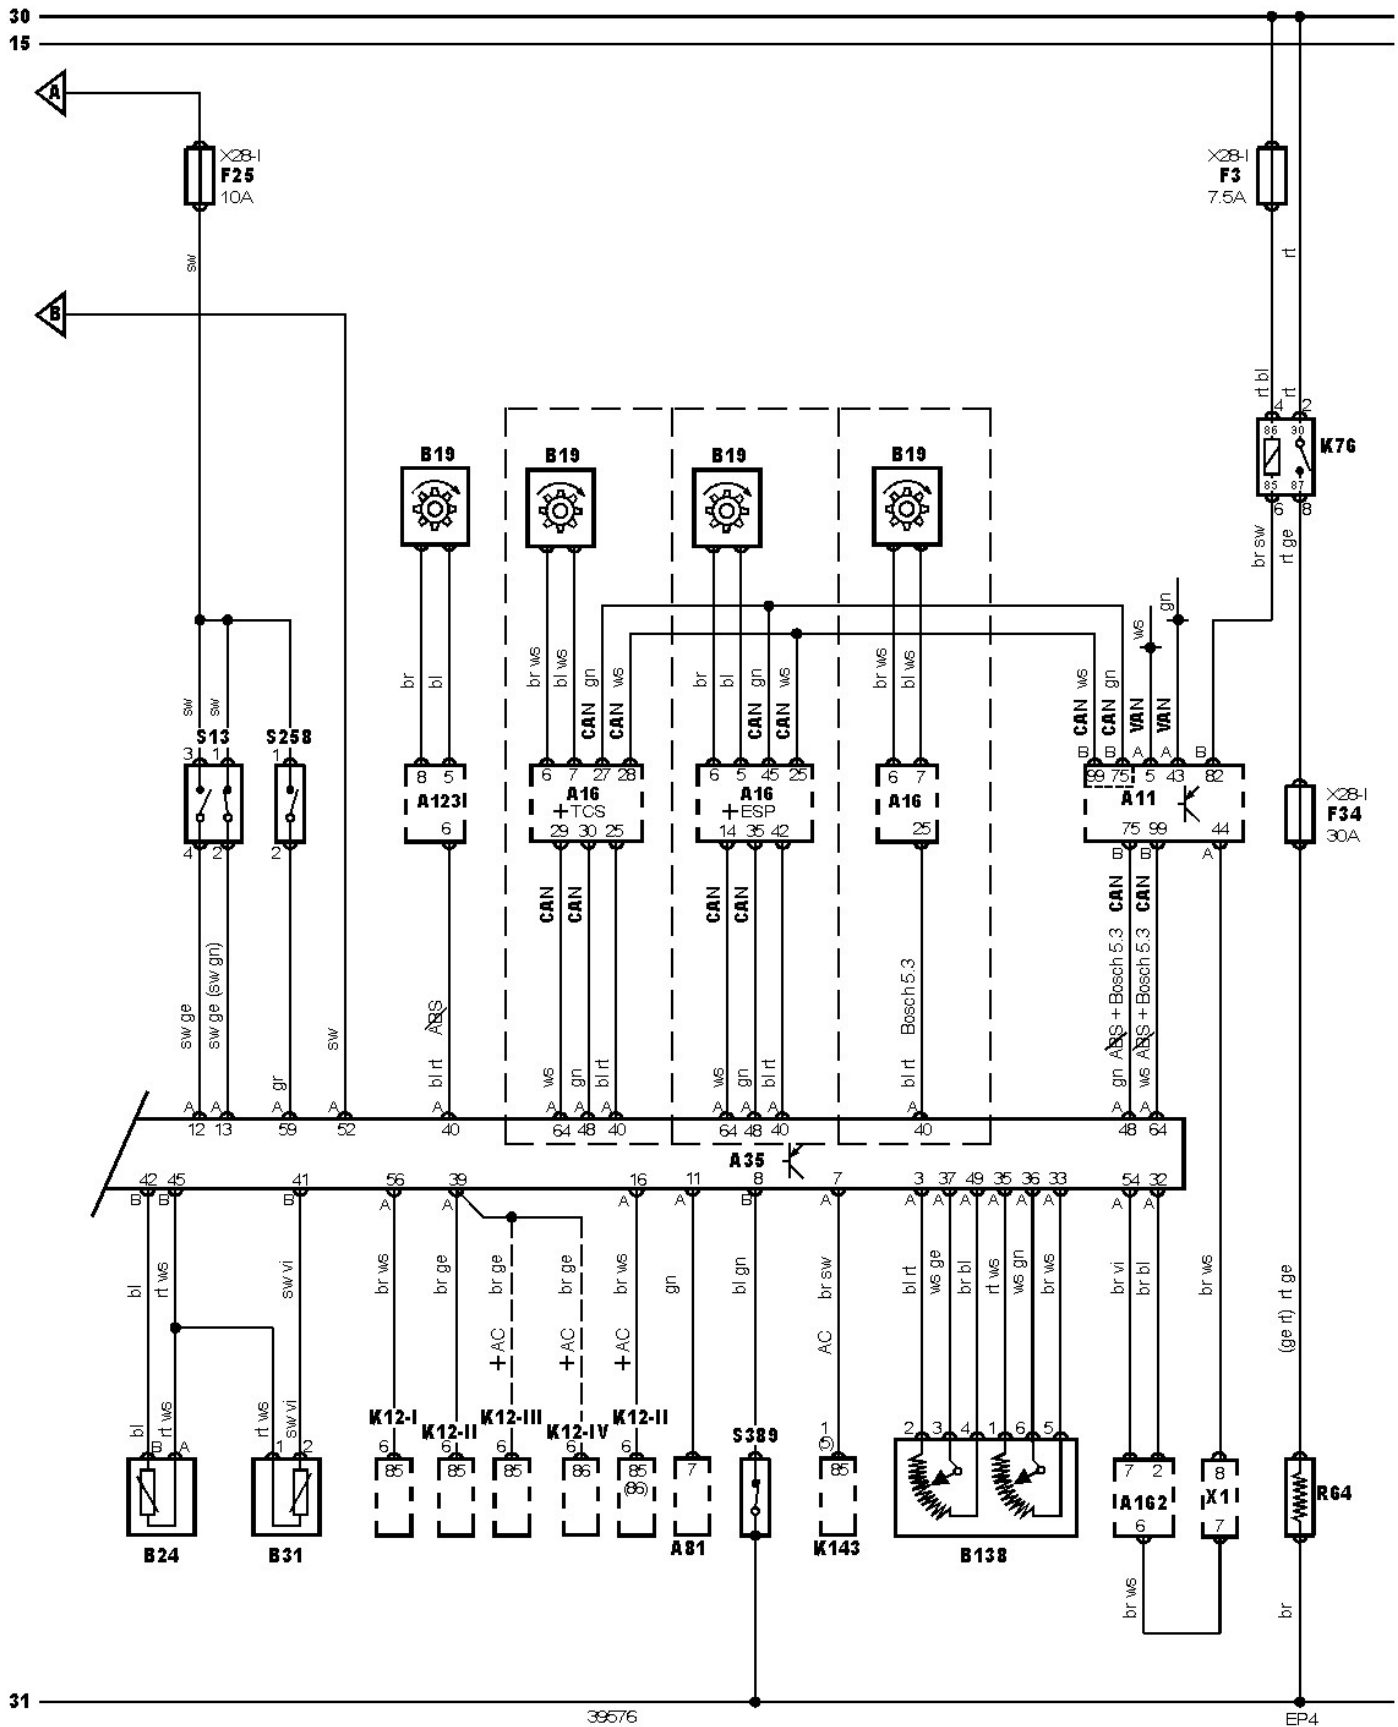 30
15
A
X28-I
F25
10A
X28-I
F3
7.5A
sw
rt
B
rt bl
rt
4 2
86 30
K76
85 87
6 8
br sw
rt ge
B19 B19 B19 B19
br bl
br ws bl ws CAN gn CAN ws
br bl CAN gn CAN ws
br ws bl ws
CAN ws CAN gn VAN ws VAN gn
sw sw
S13 S258
3 1 1
B B A A B
8 5
6 7 27 28
6 5 45 25
6 7
99 75 5 43 82
A123
A16
+TCS
A16
+ESP
A16
A11
X28-I
F34
30A
6
29 30 25
14 35 42
25
75 99 44
4 2 2
B B A
CAN CAN CAN CAN CAN CAN
sw ge
sw ge (sw gn)
gr
sw
bl rt ABS
ws gn bl rt
ws gn bl rt
bl rt Bosch 5.3
gn ABS + Bosch 5.3
ws ABS + Bosch 5.3
A A A A A A A A A A A A A A
12 13 59 52 40 64 48 40 64 48 40 40 48 64
A35
42 45 41 56 39 16 11 8 7 3 37 49 35 36 33 54 32
B B B A A A A B A A A A A A A A A
bl
rt ws
sw vi
br ws
br ge
br ge
br ge
br ws
gn
bl gn
br sw
bl rt
ws ge
br bl
rt ws
ws gn
br ws
br vi
br bl
br ws
(ge rt) rt ge
+AC +AC +AC AC
bl rt ws rt ws sw vi
K12-I K12-II K12-III K12-IV K12-II
S389
B A 1 2 6 6 6 6 6
1
(5)
2 3 4 1 6 5
85 85 85 86 85
(86)
7
85
7 2 8
A162
X1
R64
6 7
B24 B31 A81 K143 B138
br ws
br
31
39576
EP4